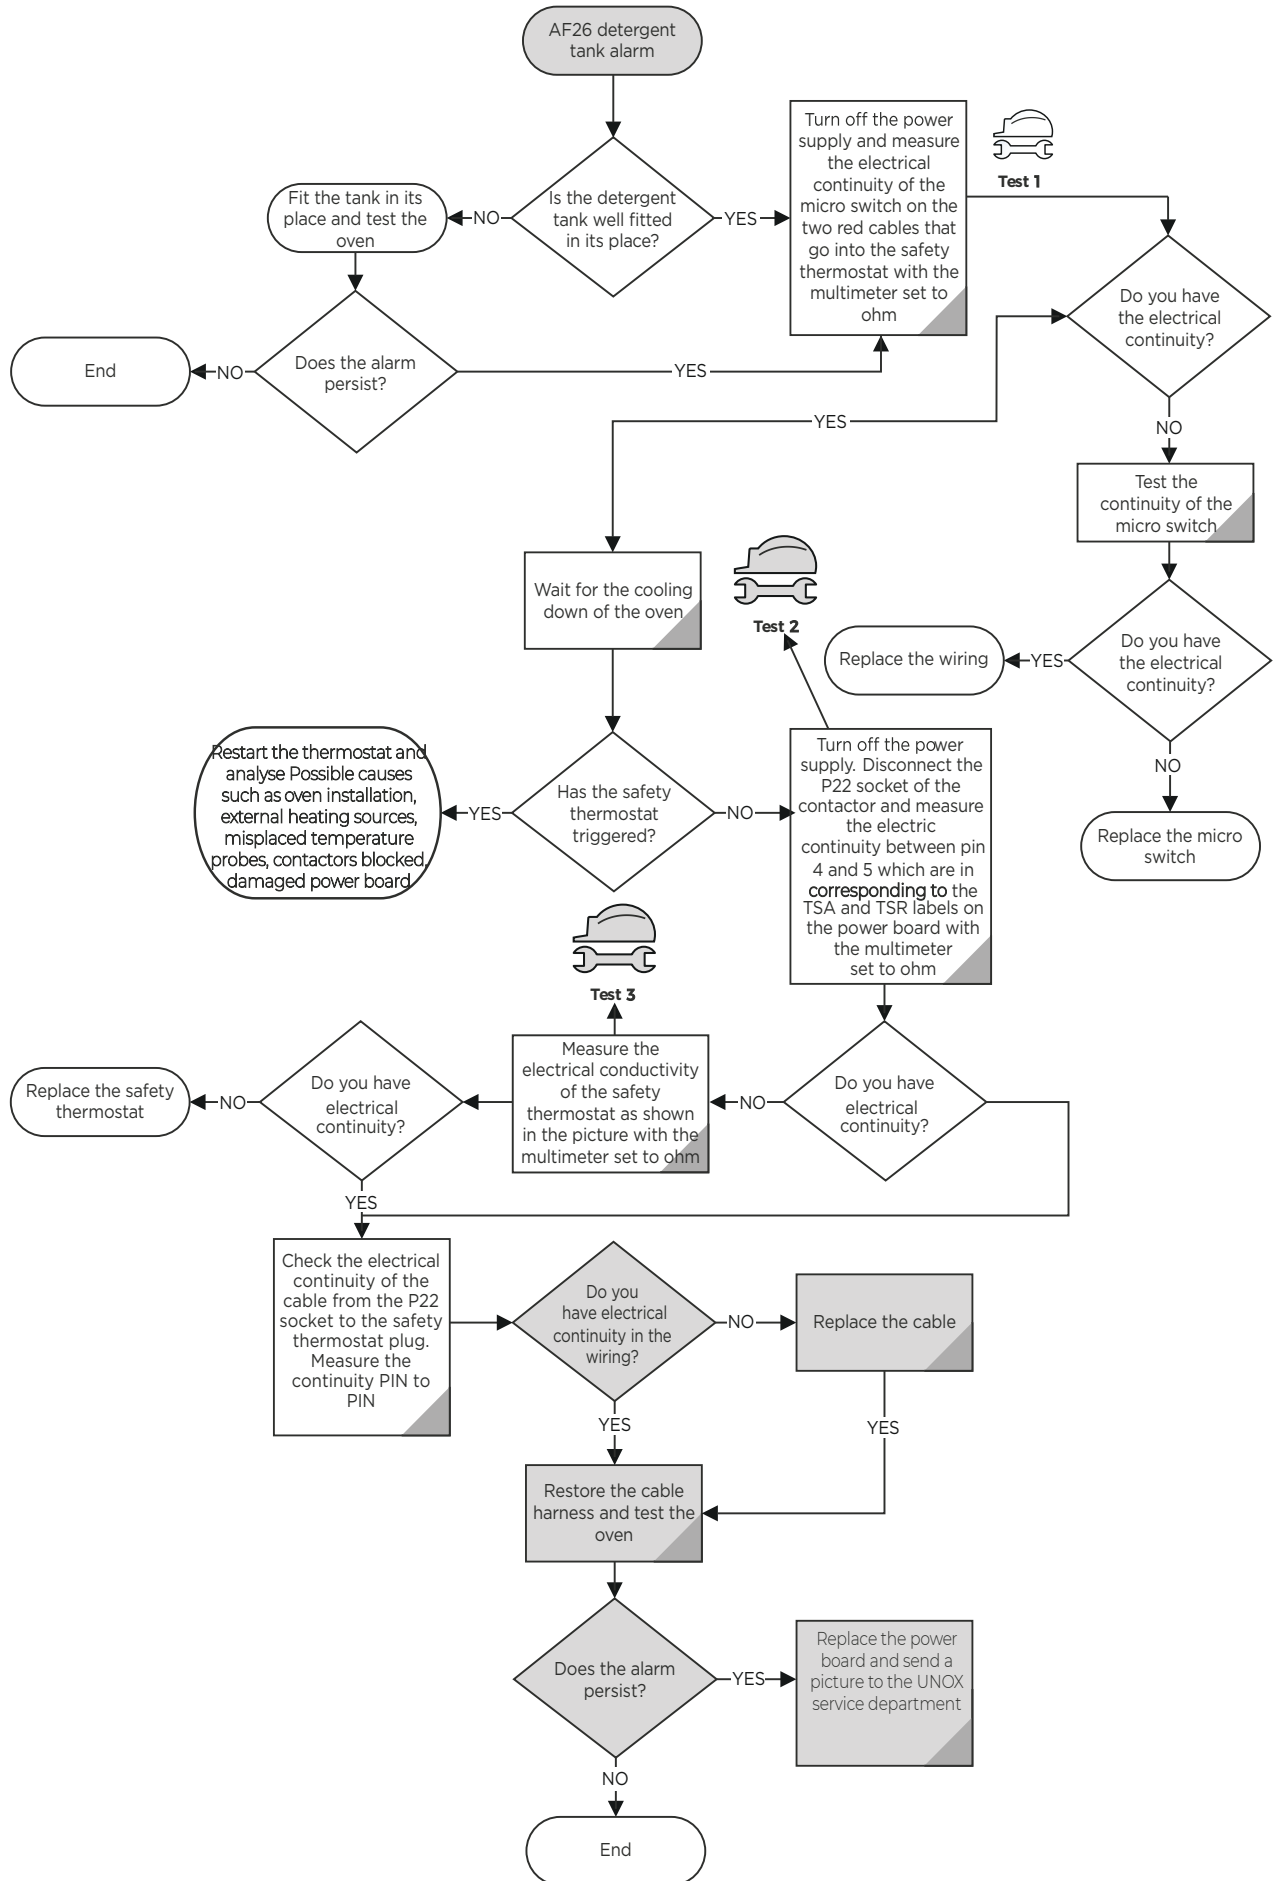 AF26 detergent
tank alarm
Is the detergent
tank well fitted
in its place?
NO
YES
Fit the tank in its
place and test the
oven
Turn off the power
supply and measure
the electrical
continuity of the
micro switch on the
two red cables that
go into the safety
thermostat with the
multimeter set to
ohm
Test 1
Does the alarm
persist?
NO
End
YES
Do you have
the electrical
continuity?
YES
NO
Test the
continuity of the
micro switch
Do you have
the electrical
continuity?
YES
Replace the wiring
NO
Replace the micro
switch
Wait for the cooling
down of the oven
Test 2
Has the safety
thermostat
triggered?
YES
Restart the thermostat and
analyse Possible causes
such as oven installation,
external heating sources,
misplaced temperature
probes, contactors blocked,
damaged power board
NO
Turn off the power
supply. Disconnect the
P22 socket of the
contactor and measure
the electric
continuity between pin
4 and 5 which are in
corresponding to the
TSA and TSR labels on
the power board with
the multimeter
set to ohm
Test 3
Do you have
electrical
continuity?
NO
Measure the
electrical conductivity
of the safety
thermostat as shown
in the picture with the
multimeter set to ohm
Do you have
electrical
continuity?
NO
Replace the safety
thermostat
YES
Check the electrical
continuity of the
cable from the P22
socket to the safety
thermostat plug.
Measure the
continuity PIN to
PIN
Do you
have electrical
continuity in the
wiring?
NO
Replace the cable
YES
YES
Restore the cable
harness and test the
oven
Does the alarm
persist?
YES
Replace the power
board and send a
picture to the UNOX
service department
NO
End